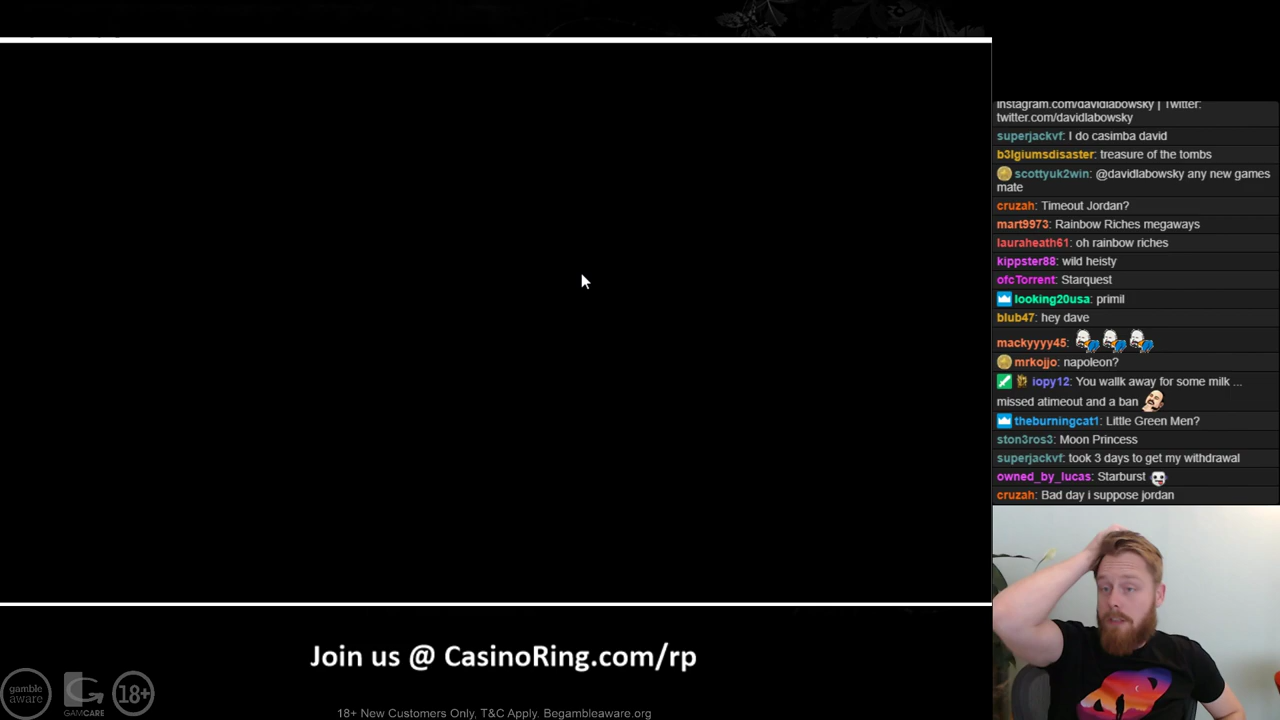 instagram.com/davidlabowsky | Twitter:
twitter.com/davidlabowsky
superjackvf: I do casimba david
b3lgiumsdisaster: treasure of the tombs
scottyuk2win: @davidlabowsky any new games
mate
cruzah: Timeout Jordan?
mart9973: Rainbow Riches megaways
lauraheath61: oh rainbow riches
kippster88: wild heisty
ofcTorrent: Starquest
looking20usa: primil
blub47: hey dave
mackyyyy45:
mrkojjo: napoleon?
iopy12: You wallk away for some milk ...
missed atimeout and a ban
theburningcat1: Little Green Men?
ston3ros3: Moon Princess
superjackvf: took 3 days to get my withdrawal
owned_by_lucas: Starburst
cruzah: Bad day i suppose jordan
Join us @ CasinoRing.com/rp
gamble
aware
GAMCARE
18+
18+ New Customers Only, T&C Apply. Begambleaware.org